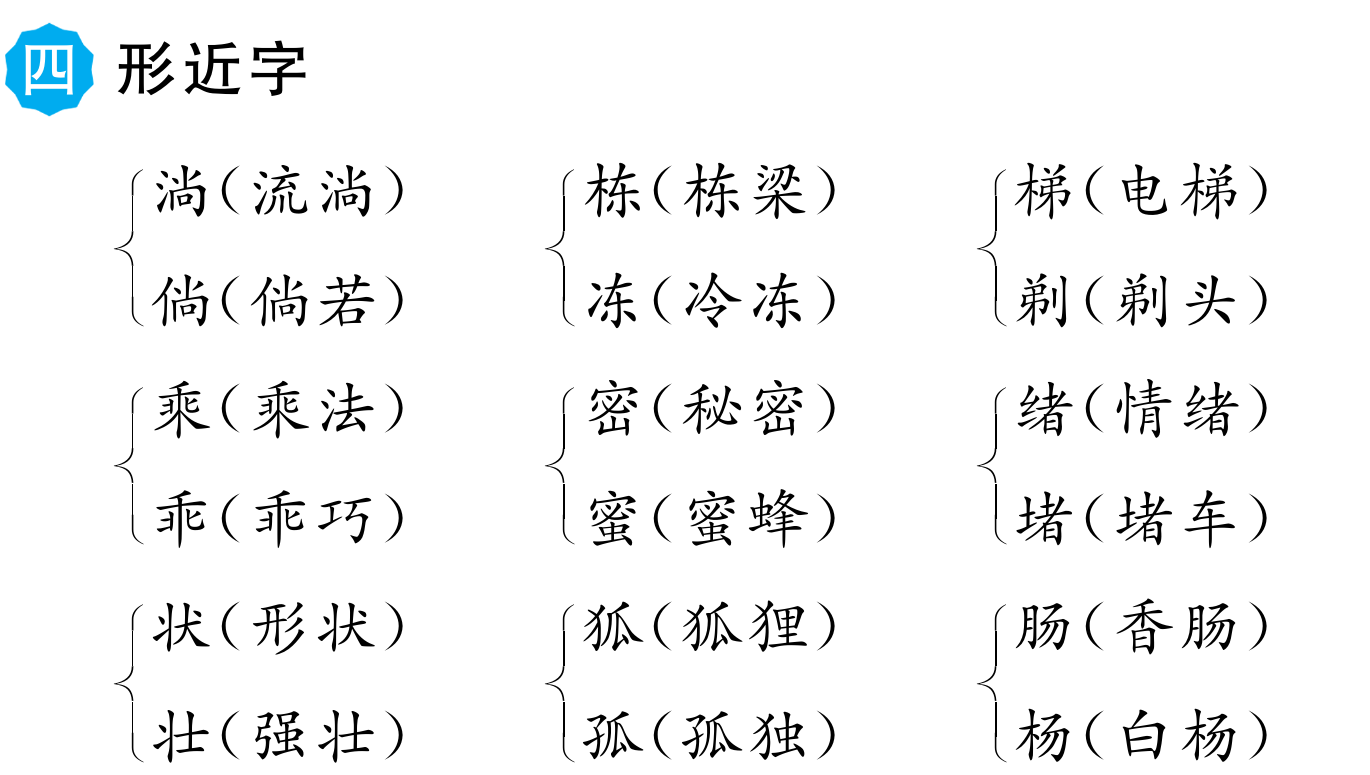 四 形近字
淌(流淌) 栋(栋梁) 梯(电梯)
倘(倘若) 冻(冷冻) 剃(剃头)
乘(乘法) 密(秘密) 绪(情绪)
乖(乖巧) 蜜(蜜蜂) 堵(堵车)
状(形状) 狐(狐狸) 肠(香肠)
壮(强壮) 孤(孤独) 杨(白杨)